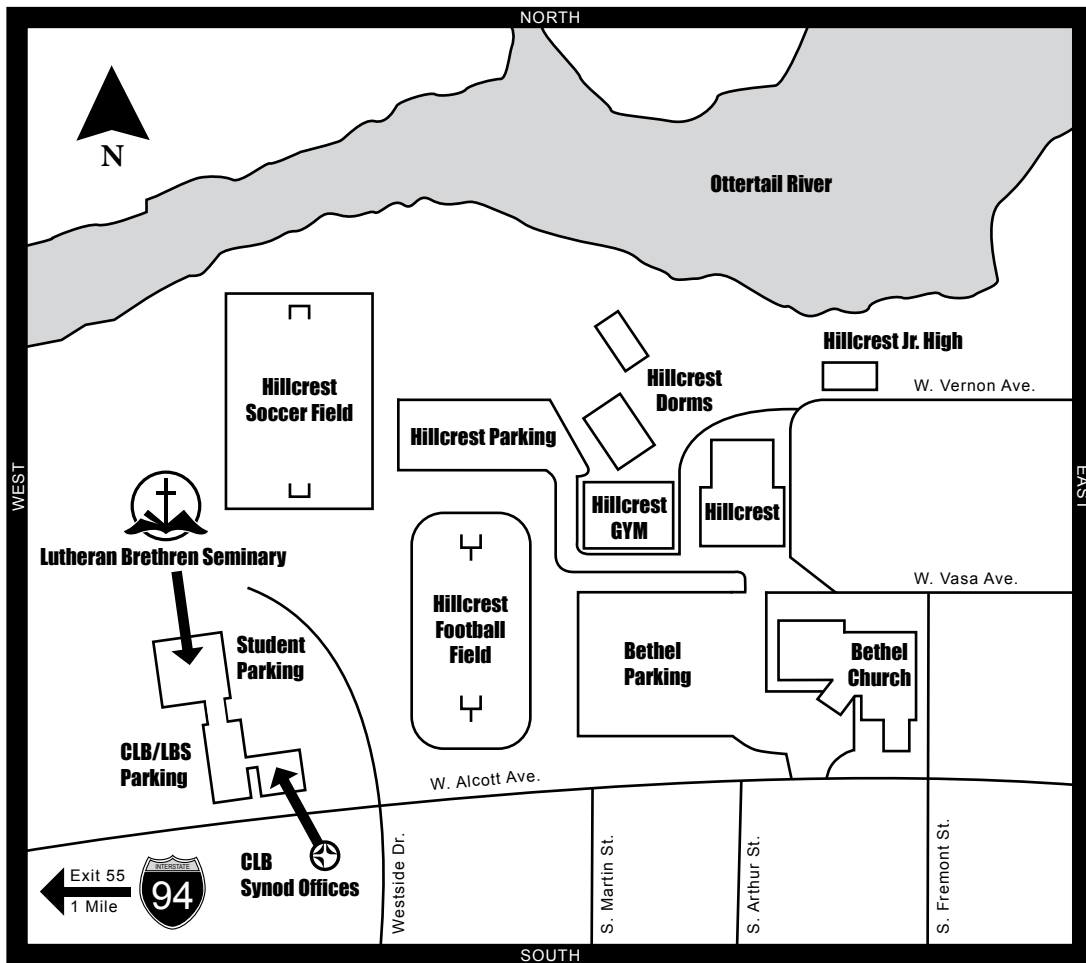 NORTH
N
Ottertail River
Hillcrest Jr. High
W. Vernon Ave.
Hillcrest
Dorms
Hillcrest
Soccer Field
Hillcrest Parking
WEST
EAST
Hillcrest
GYM
Hillcrest
Lutheran Brethren Seminary
W. Vasa Ave.
Hillcrest
Football
Field
Student
Parking
Bethel
Parking
Bethel
Church
CLB/LBS
Parking
W. Alcott Ave.
CLB
Synod Offices
Exit 55
1 Mile
INTERSTATE
94
Westside Dr.
S. Martin St.
S. Arthur St.
S. Fremont St.
SOUTH